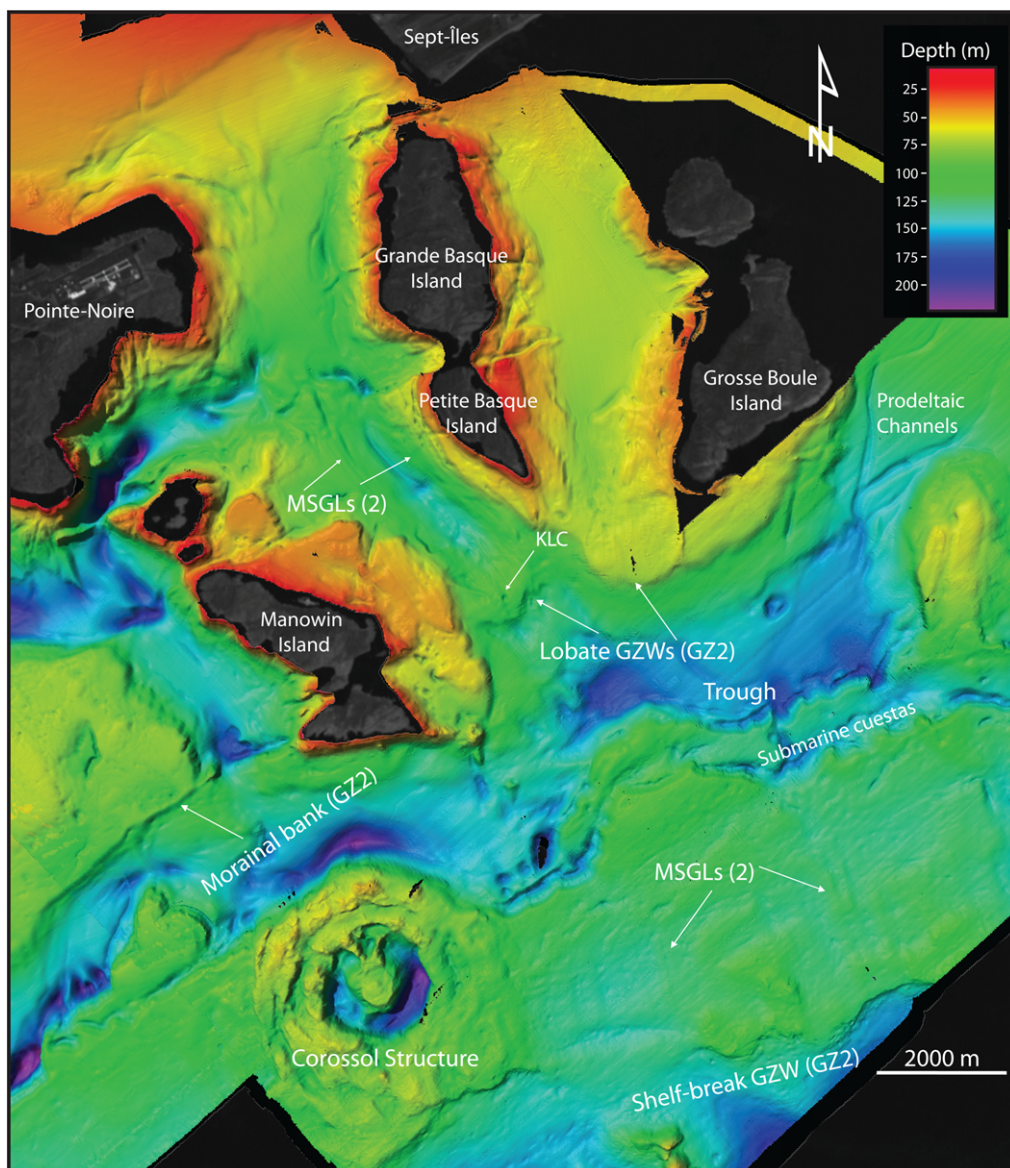 Sept-Îles
Depth (m)
25
50
75
100
125
150
175
200
N
Grande Basque
Island
Pointe-Noire
Petite Basque
Island
Grosse Boule
Island
Prodeltaic
Channels
MSGLs (2)
KLC
Manowin
Island
Lobate GZWs (GZ2)
Trough
Submarine cuestas
Morainal bank (GZ2)
MSGLs (2)
Corossol Structure
2000 m
Shelf-break GZW (GZ2)